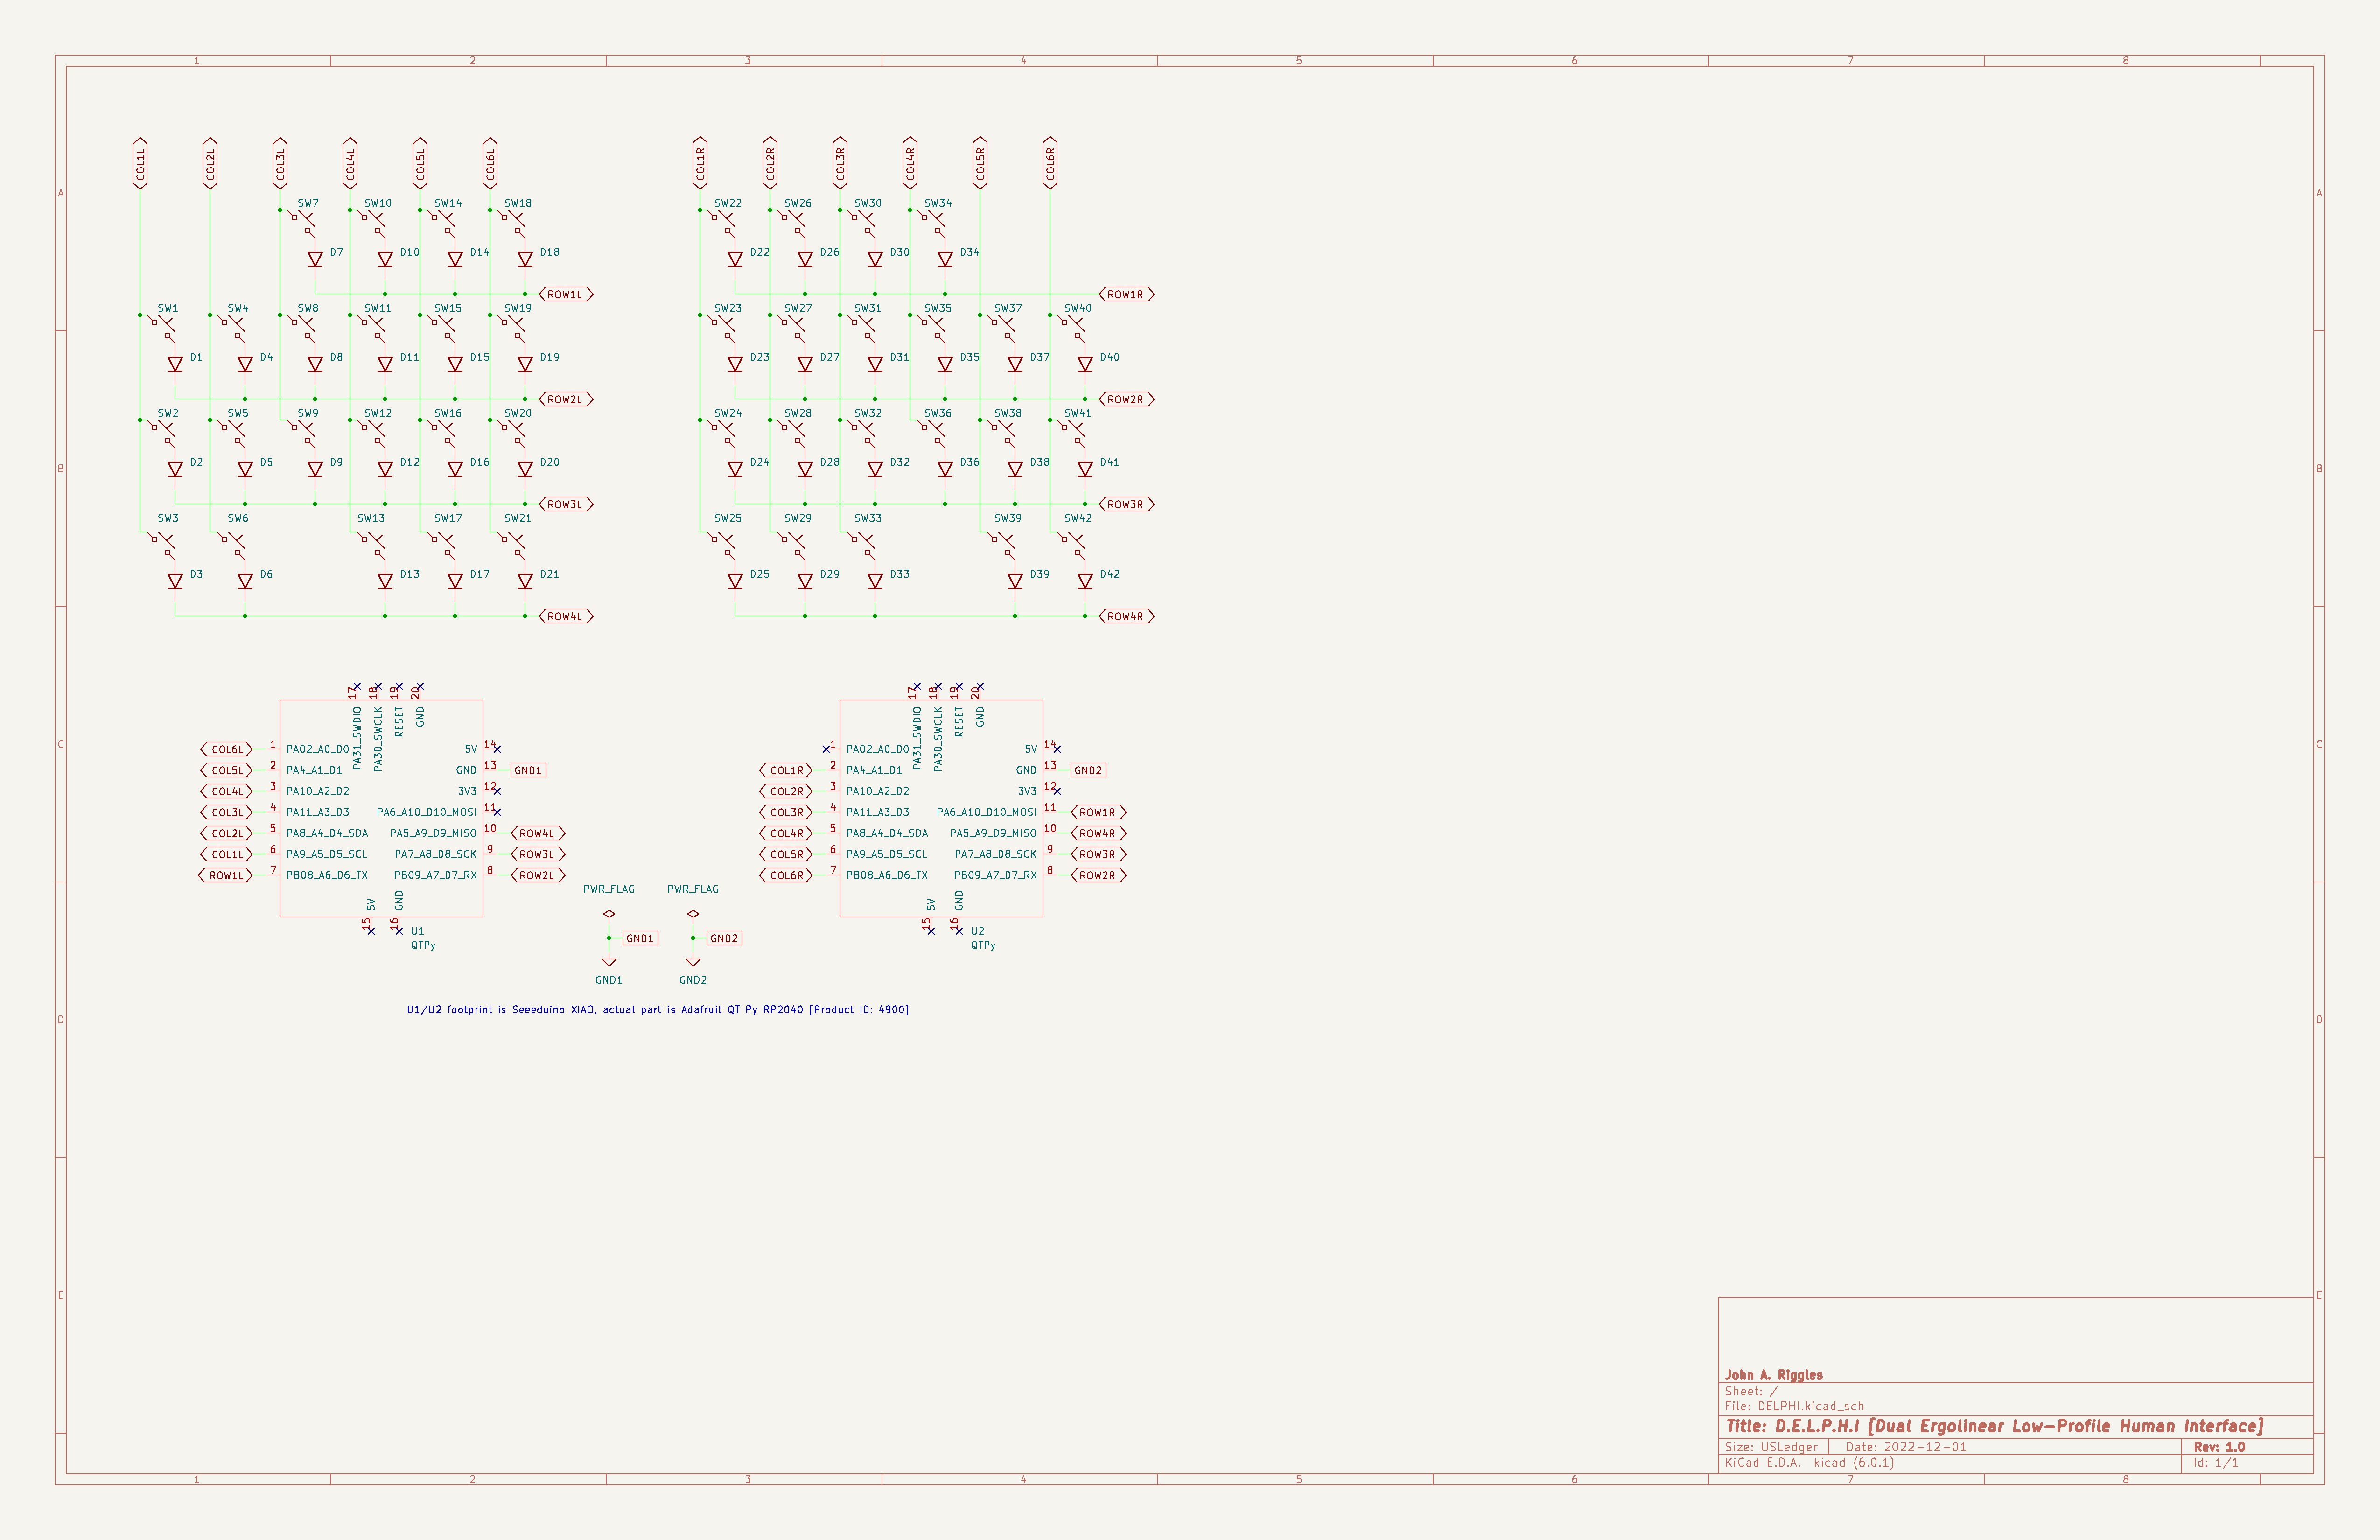 1 2 3 4 5 6 7 8
COL1L COL2L COL3L COL4L COL5L COL6L COL1R COL2R COL3R COL4R COL5R COL6R
A A
SW7 SW10 SW14 SW18 SW22 SW26 SW30 SW34
D7 D10 D14 D18 D22 D26 D30 D34
ROW1L ROW1R
SW1 SW4 SW8 SW11 SW15 SW19 SW23 SW27 SW31 SW35 SW37 SW40
D1 D4 D8 D11 D15 D19 D23 D27 D31 D35 D37 D40
ROW2L ROW2R
SW2 SW5 SW9 SW12 SW16 SW20 SW24 SW28 SW32 SW36 SW38 SW41
D2 D5 D9 D12 D16 D20 D24 D28 D32 D36 D38 D41
B B
ROW3L ROW3R
SW3 SW6 SW13 SW17 SW21 SW25 SW29 SW33 SW39 SW42
D3 D6 D13 D17 D21 D25 D29 D33 D39 D42
ROW4L ROW4R
17 18 19 20
PA31_SWDIO PA30_SWCLK RESET GND
COL6L 1 PA02_A0_D0 5V 14
COL5L 2 PA4_A1_D1 GND 13 GND1
COL4L 3 PA10_A2_D2 3V3 12
COL3L 4 PA11_A3_D3 PA6_A10_D10_MOSI 11
COL2L 5 PA8_A4_D4_SDA PA5_A9_D9_MISO 10 ROW4L
COL1L 6 PA9_A5_D5_SCL PA7_A8_D8_SCK 9 ROW3L
ROW1L 7 PB08_A6_D6_TX PB09_A7_D7_RX 8 ROW2L
5V GND
15 16
U1
QTPy
17 18 19 20
PA31_SWDIO PA30_SWCLK RESET GND
1 PA02_A0_D0 5V 14
COL1R 2 PA4_A1_D1 GND 13 GND2
COL2R 3 PA10_A2_D2 3V3 12
COL3R 4 PA11_A3_D3 PA6_A10_D10_MOSI 11 ROW1R
COL4R 5 PA8_A4_D4_SDA PA5_A9_D9_MISO 10 ROW4R
COL5R 6 PA9_A5_D5_SCL PA7_A8_D8_SCK 9 ROW3R
COL6R 7 PB08_A6_D6_TX PB09_A7_D7_RX 8 ROW2R
5V GND
15 16
U2
QTPy
C C
PWR_FLAG PWR_FLAG
GND1 GND2
GND1 GND2
U1/U2 footprint is Seeeduino XIAO, actual part is Adafruit QT Py RP2040 [Product ID: 4900]
D D
E E
John A. Riggles
Sheet: /
File: DELPHI.kicad_sch
Title: D.E.L.P.H.I [Dual Ergolinear Low-Profile Human Interface]
Size: USLedger Date: 2022-12-01 Rev: 1.0
KiCad E.D.A. kicad (6.0.1) Id: 1/1
1 2 3 4 5 6 7 8